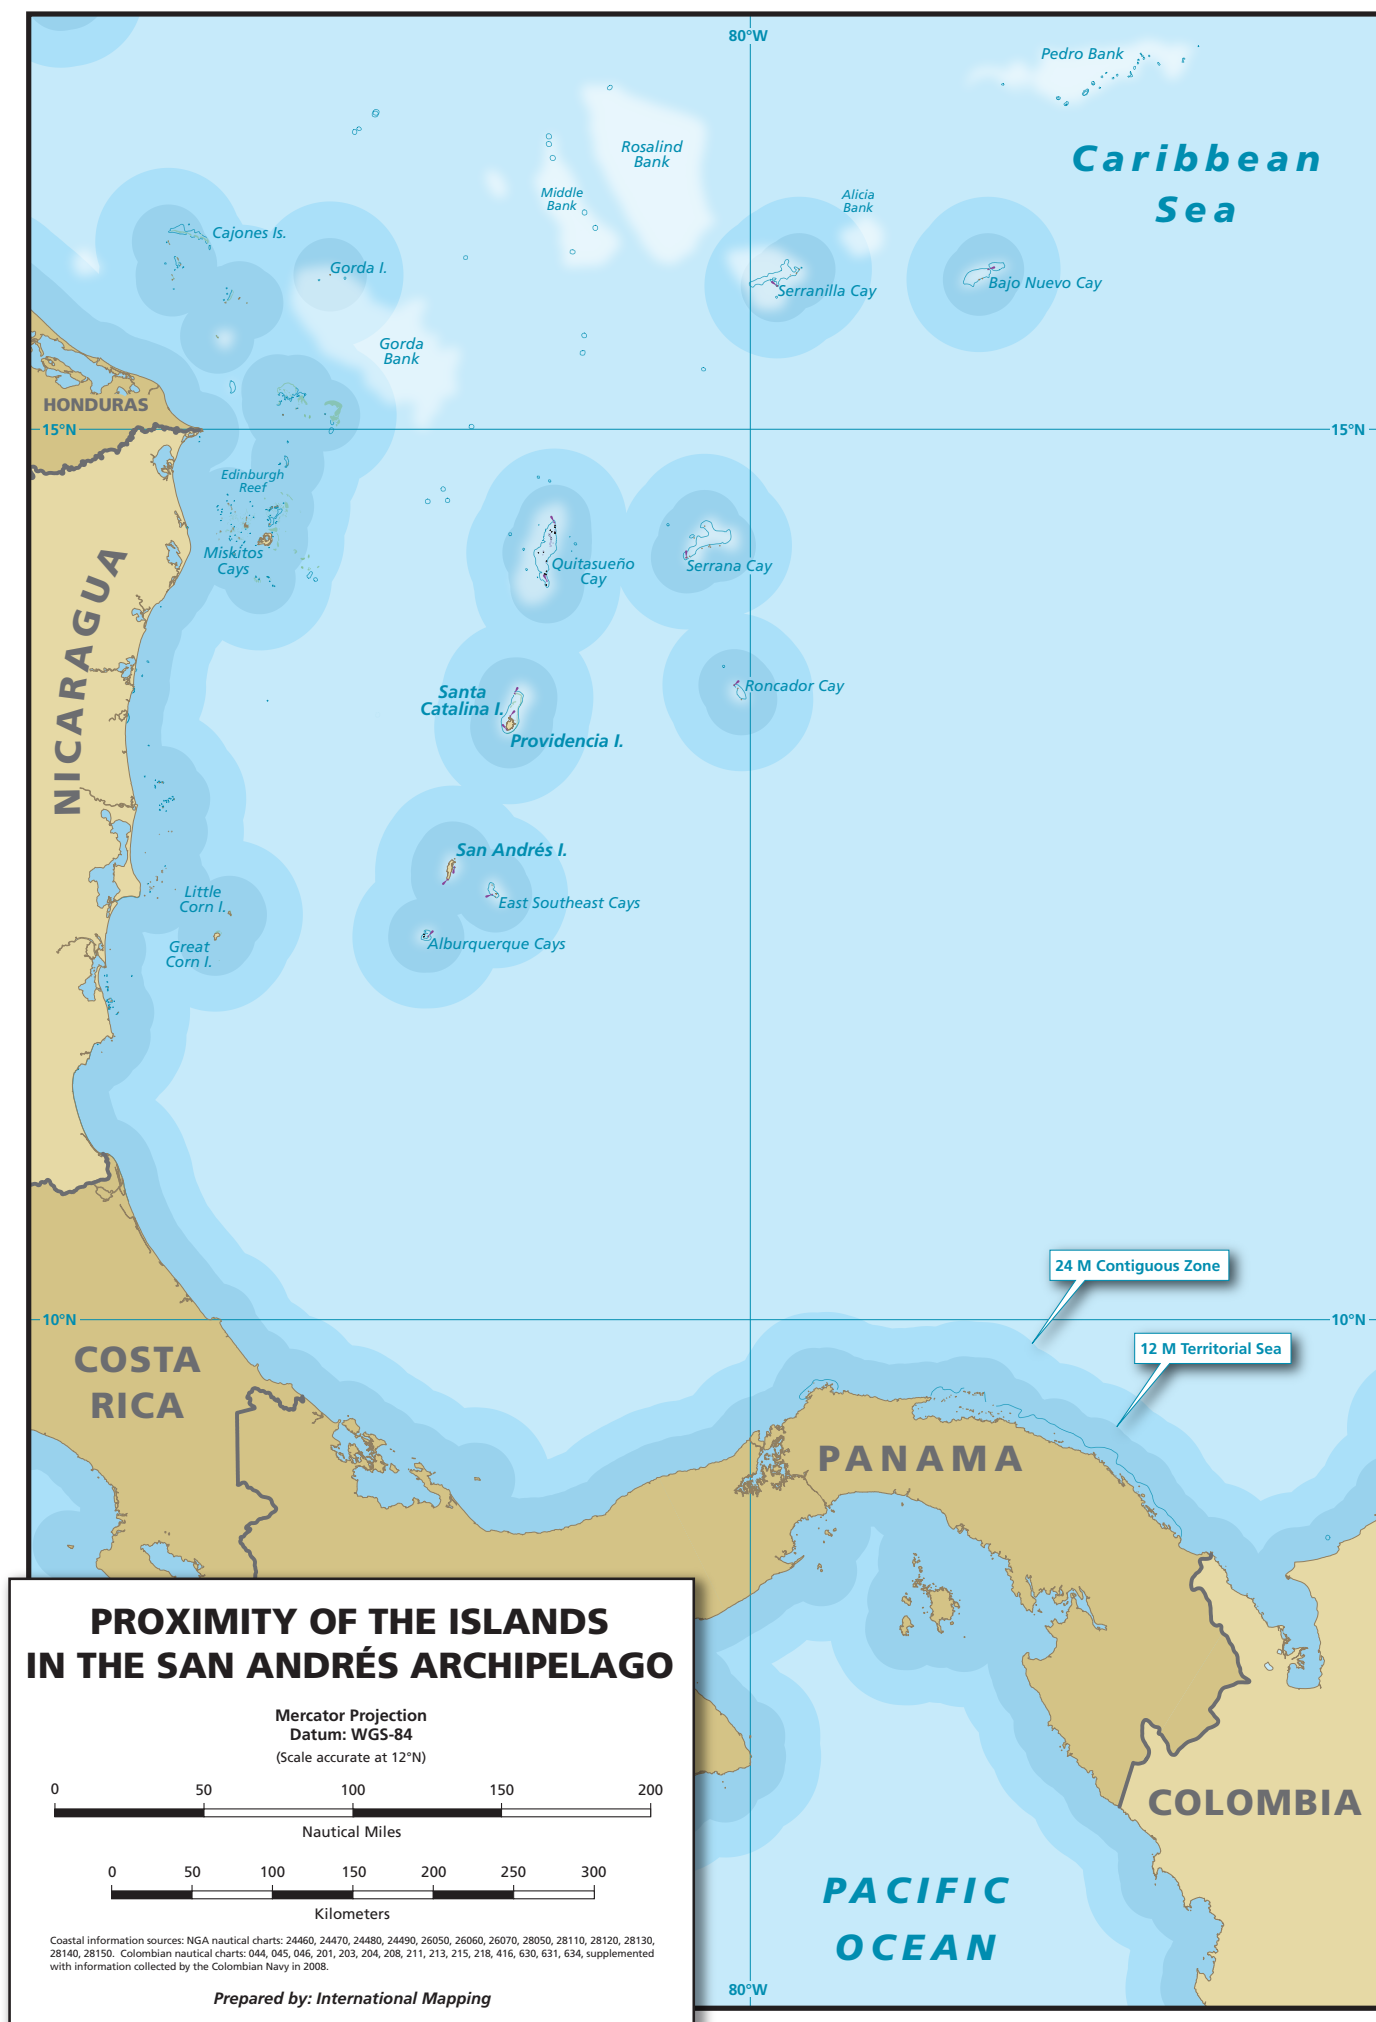 80°W
Pedro Bank
Caribbean
Sea
Rosalind
Bank
Middle
Bank
Alicia
Bank
Cajones Is.
Gorda I.
Serranilla Cay
Bajo Nuevo Cay
Gorda
Bank
HONDURAS
15°N
15°N
Edinburgh
Reef
Miskitos
Cays
Quitasueño
Cay
Serrana Cay
NICARAGUA
Santa
Catalina I.
Roncador Cay
Providencia I.
San Andrés I.
Little
Corn I.
East Southeast Cays
Great
Corn I.
Alburquerque Cays
24 M Contiguous Zone
10°N
10°N
12 M Territorial Sea
COSTA
RICA
PANAMA
COLOMBIA
PACIFIC
OCEAN
80°W
PROXIMITY OF THE ISLANDS
IN THE SAN ANDRÉS ARCHIPELAGO
Mercator Projection
Datum: WGS-84
(Scale accurate at 12°N)
0 50 100 150 200
Nautical Miles
0 50 100 150 200 250 300
Kilometers
Coastal information sources: NGA nautical charts: 24460, 24470, 24480, 24490, 26050, 26060, 26070, 28050, 28110, 28120, 28130,
28140, 28150.  Colombian nautical charts: 044, 045, 046, 201, 203, 204, 208, 211, 213, 215, 218, 416, 630, 631, 634, supplemented
with information collected by the Colombian Navy in 2008.
Prepared by: International Mapping